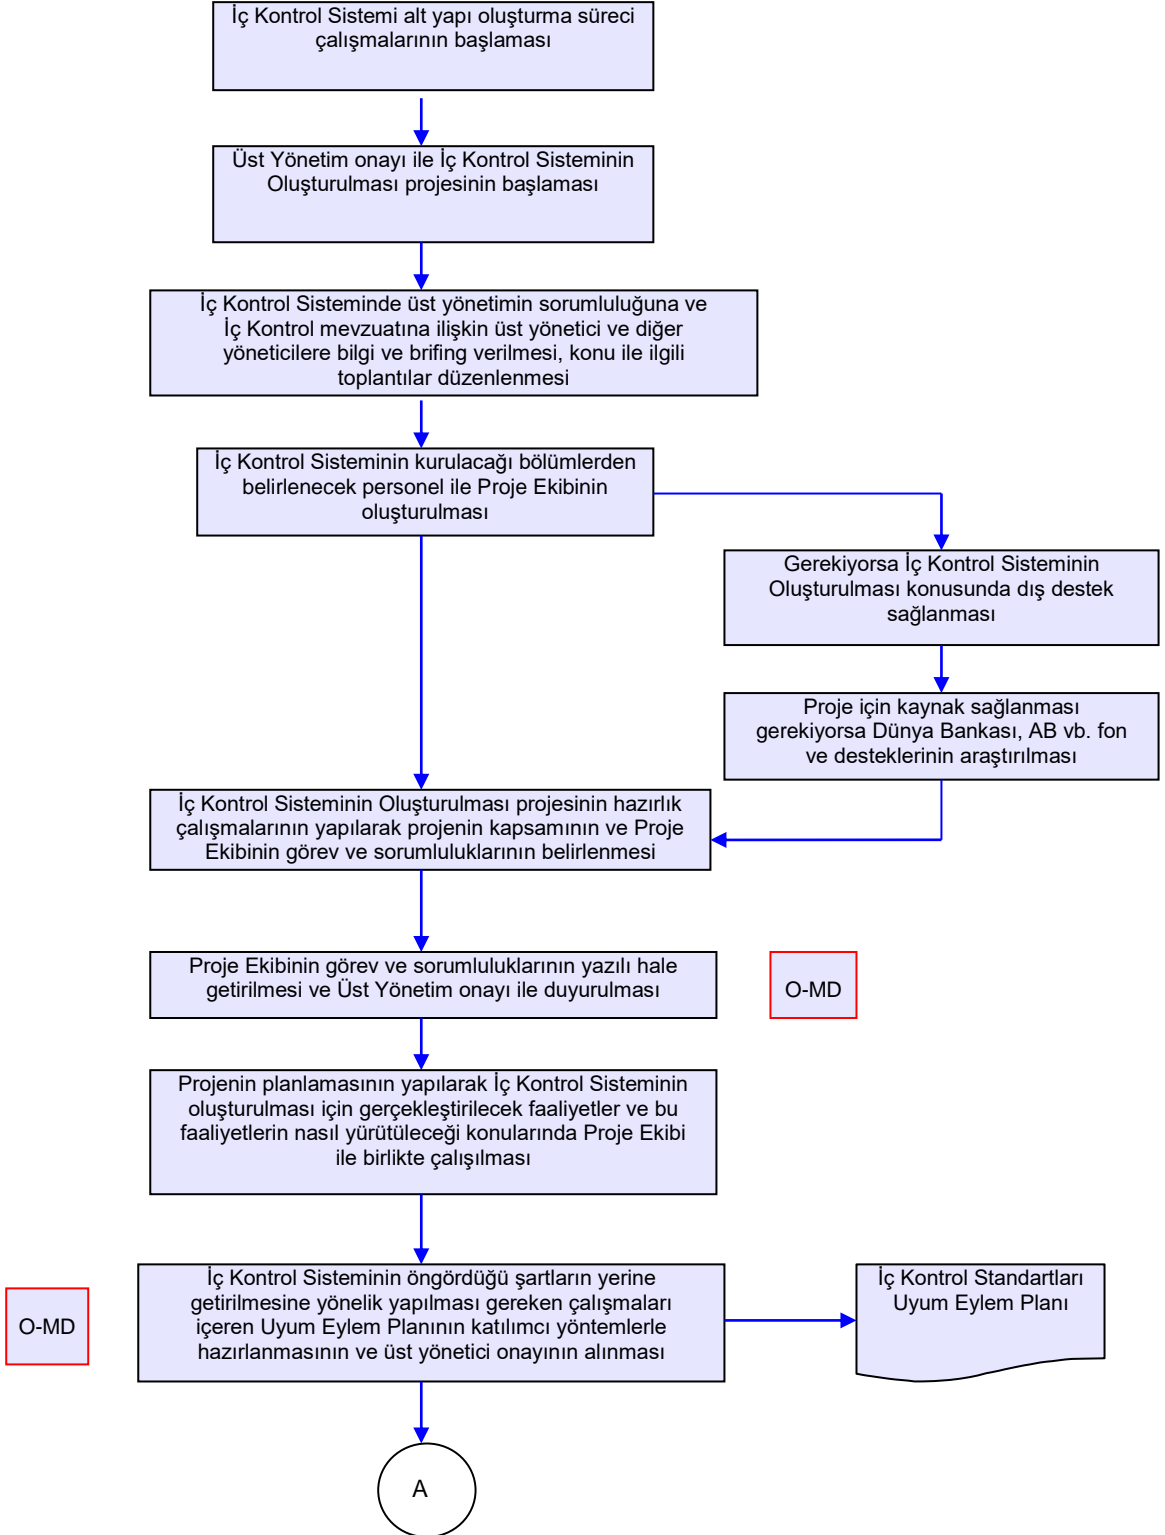 İç Kontrol Sistemi alt yapı oluşturma süreci
çalışmalarının başlaması
Üst Yönetim onayı ile İç Kontrol Sisteminin
Oluşturulması projesinin başlaması
İç Kontrol Sisteminde üst yönetimin sorumluluğuna ve
İç Kontrol mevzuatına ilişkin üst yönetici ve diğer
yöneticilere bilgi ve brifing verilmesi, konu ile ilgili
toplantılar düzenlenmesi
İç Kontrol Sisteminin kurulacağı bölümlerden
belirlenecek personel ile Proje Ekibinin
oluşturulması
Gerekiyorsa İç Kontrol Sisteminin
Oluşturulması konusunda dış destek
sağlanması
Proje için kaynak sağlanması
gerekiyorsa Dünya Bankası, AB vb. fon
ve desteklerinin araştırılması
İç Kontrol Sisteminin Oluşturulması projesinin hazırlık
çalışmalarının yapılarak projenin kapsamının ve Proje
Ekibinin görev ve sorumluluklarının belirlenmesi
Proje Ekibinin görev ve sorumluluklarının yazılı hale
getirilmesi ve Üst Yönetim onayı ile duyurulması
O-MD
Projenin planlamasının yapılarak İç Kontrol Sisteminin
oluşturulması için gerçekleştirilecek faaliyetler ve bu
faaliyetlerin nasıl yürütüleceği konularında Proje Ekibi
ile birlikte çalışılması
O-MD
İç Kontrol Sisteminin öngördüğü şartların yerine
getirilmesine yönelik yapılması gereken çalışmaları
içeren Uyum Eylem Planının katılımcı yöntemlerle
hazırlanmasının ve üst yönetici onayının alınması
İç Kontrol Standartları
Uyum Eylem Planı
A